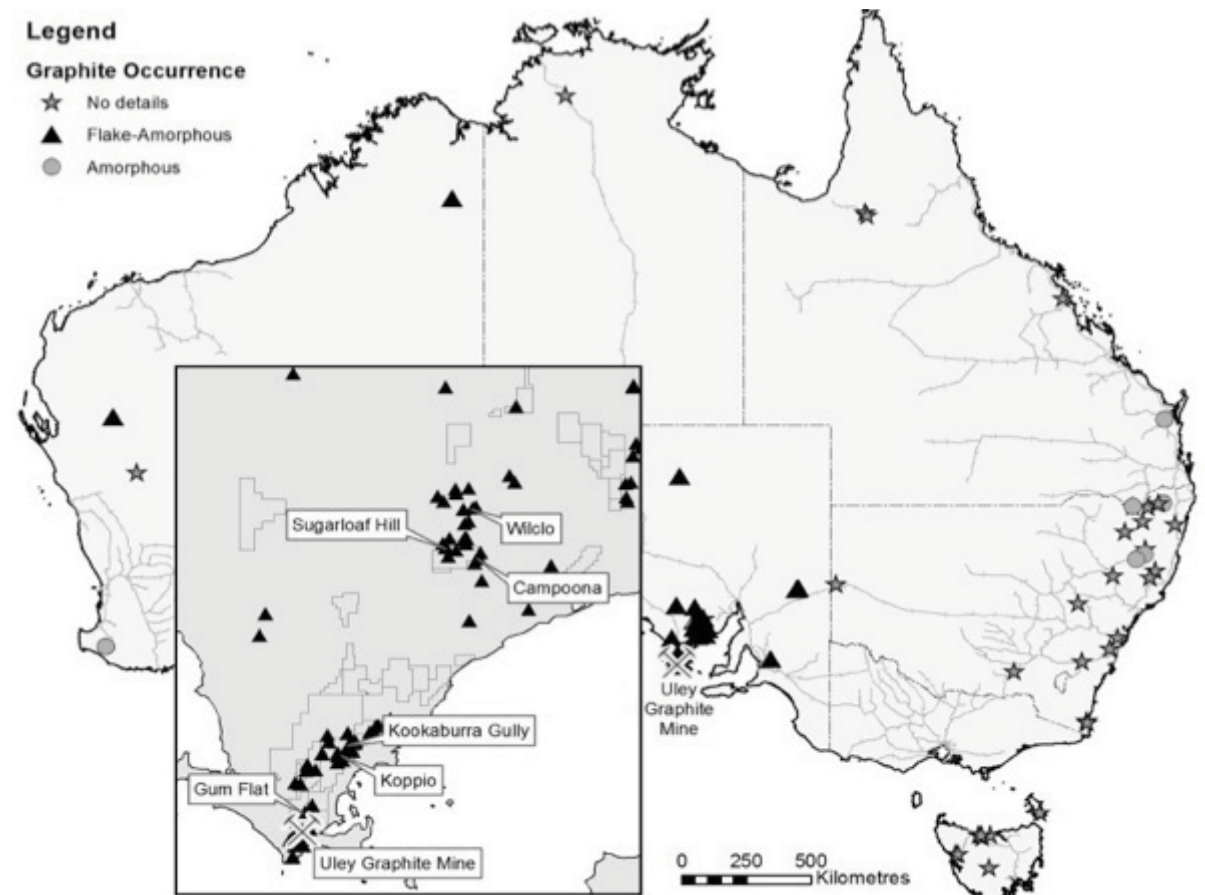 Legend
Graphite Occurrence
No details
Flake-Amorphous
Amorphous
Sugarloaf Hill
Wilclo
Campoona
Kookaburra Gully
Koppio
Gum Flat
Uley Graphite Mine
Uley
Graphite
Mine
0 250 500
Kilometres